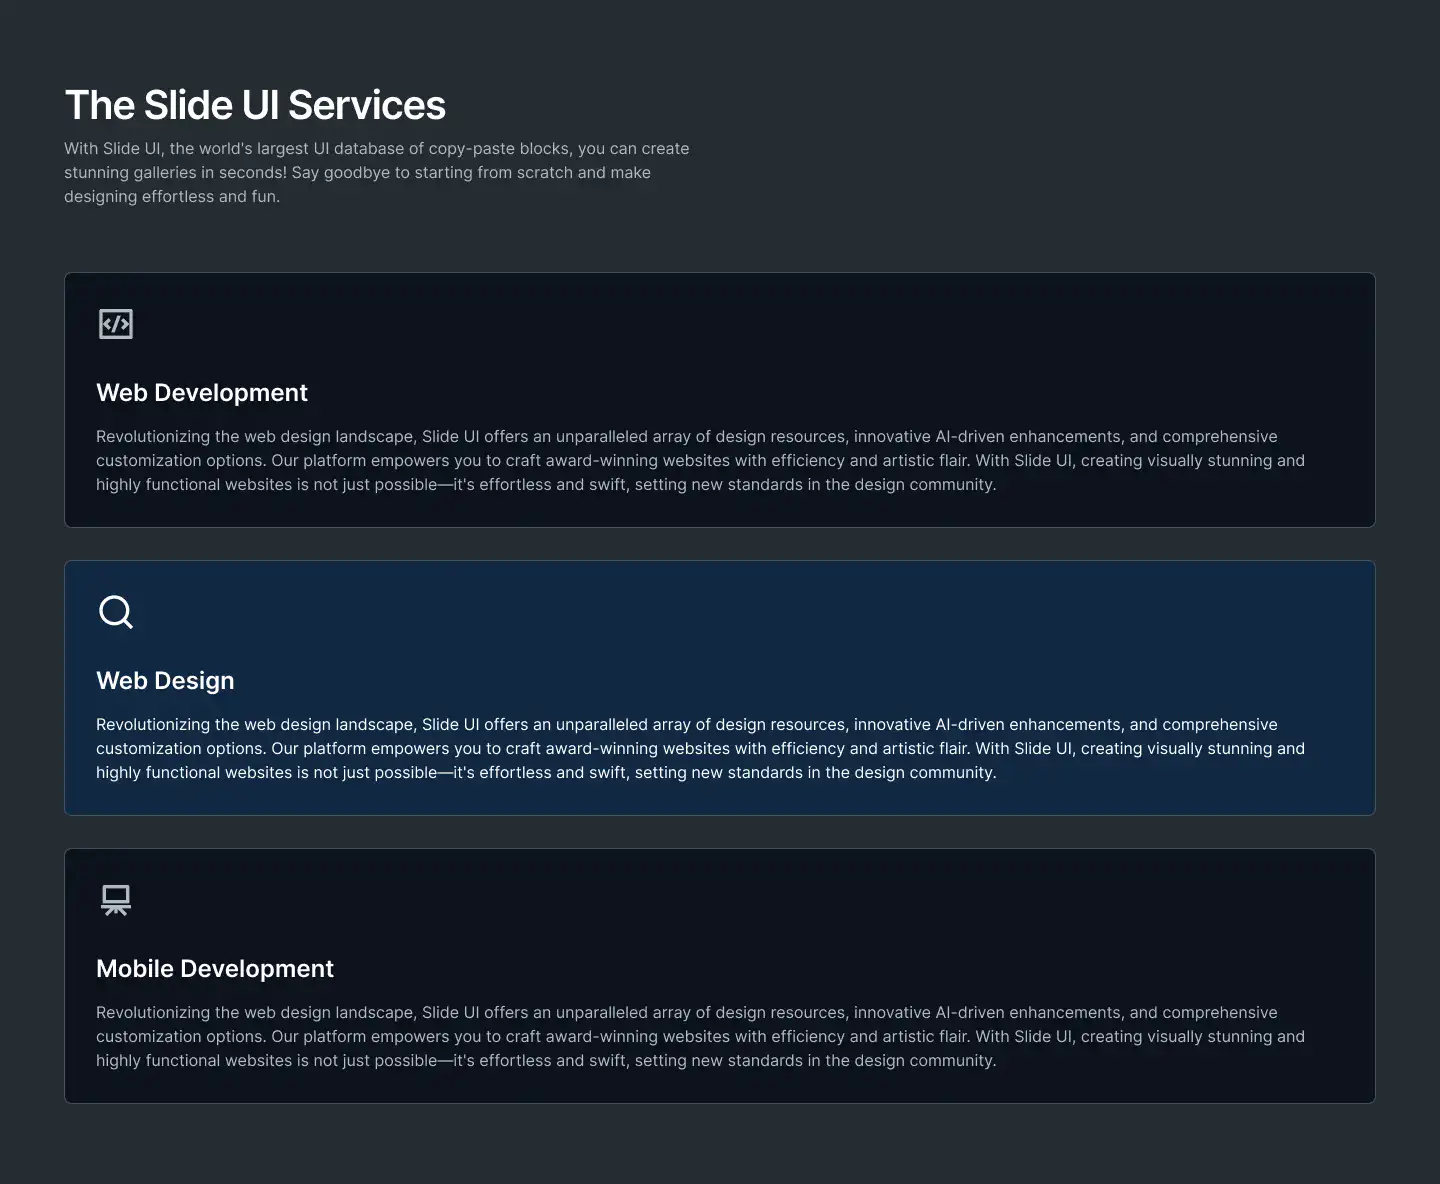 The Slide UI Services
With Slide UI, the world's largest UI database of copy-paste blocks, you can create
stunning galleries in seconds! Say goodbye to starting from scratch and make
designing effortless and fun.
Web Development
Revolutionizing the web design landscape, Slide UI offers an unparalleled array of design resources, innovative AI-driven enhancements, and comprehensive
customization options. Our platform empowers you to craft award-winning websites with efficiency and artistic flair. With Slide UI, creating visually stunning and
highly functional websites is not just possible—it's effortless and swift, setting new standards in the design community.
Web Design
Revolutionizing the web design landscape, Slide UI offers an unparalleled array of design resources, innovative AI-driven enhancements, and comprehensive
customization options. Our platform empowers you to craft award-winning websites with efficiency and artistic flair. With Slide UI, creating visually stunning and
highly functional websites is not just possible—it's effortless and swift, setting new standards in the design community.
Mobile Development
Revolutionizing the web design landscape, Slide UI offers an unparalleled array of design resources, innovative AI-driven enhancements, and comprehensive
customization options. Our platform empowers you to craft award-winning websites with efficiency and artistic flair. With Slide UI, creating visually stunning and
highly functional websites is not just possible—it's effortless and swift, setting new standards in the design community.